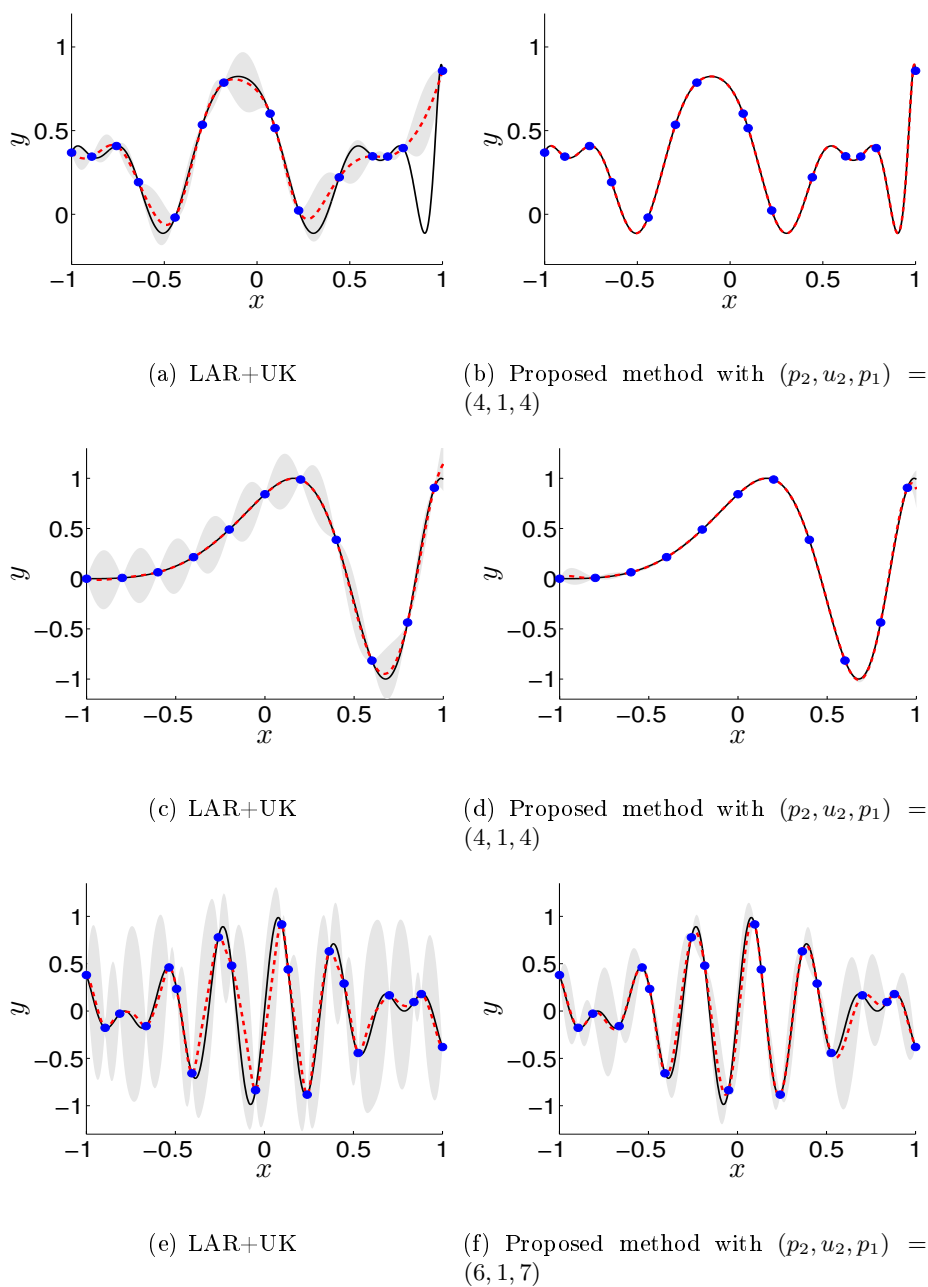 1
0.5
0
−1
−0.5
0
0.5
1
x
y
1
0.5
0
−1
−0.5
0
0.5
1
x
y
(a) LAR+UK
(b) Proposed method with (p₂, u₂, p₁) =
(4, 1, 4)
1
0.5
0
−0.5
−1
−1
−0.5
0
0.5
1
x
y
1
0.5
0
−0.5
−1
−1
−0.5
0
0.5
1
x
y
(c) LAR+UK
(d) Proposed method with (p₂, u₂, p₁) =
(4, 1, 4)
1
0.5
0
−0.5
−1
−1
−0.5
0
0.5
1
x
y
1
0.5
0
−0.5
−1
−1
−0.5
0
0.5
1
x
y
(e) LAR+UK
(f) Proposed method with (p₂, u₂, p₁) =
(6, 1, 7)